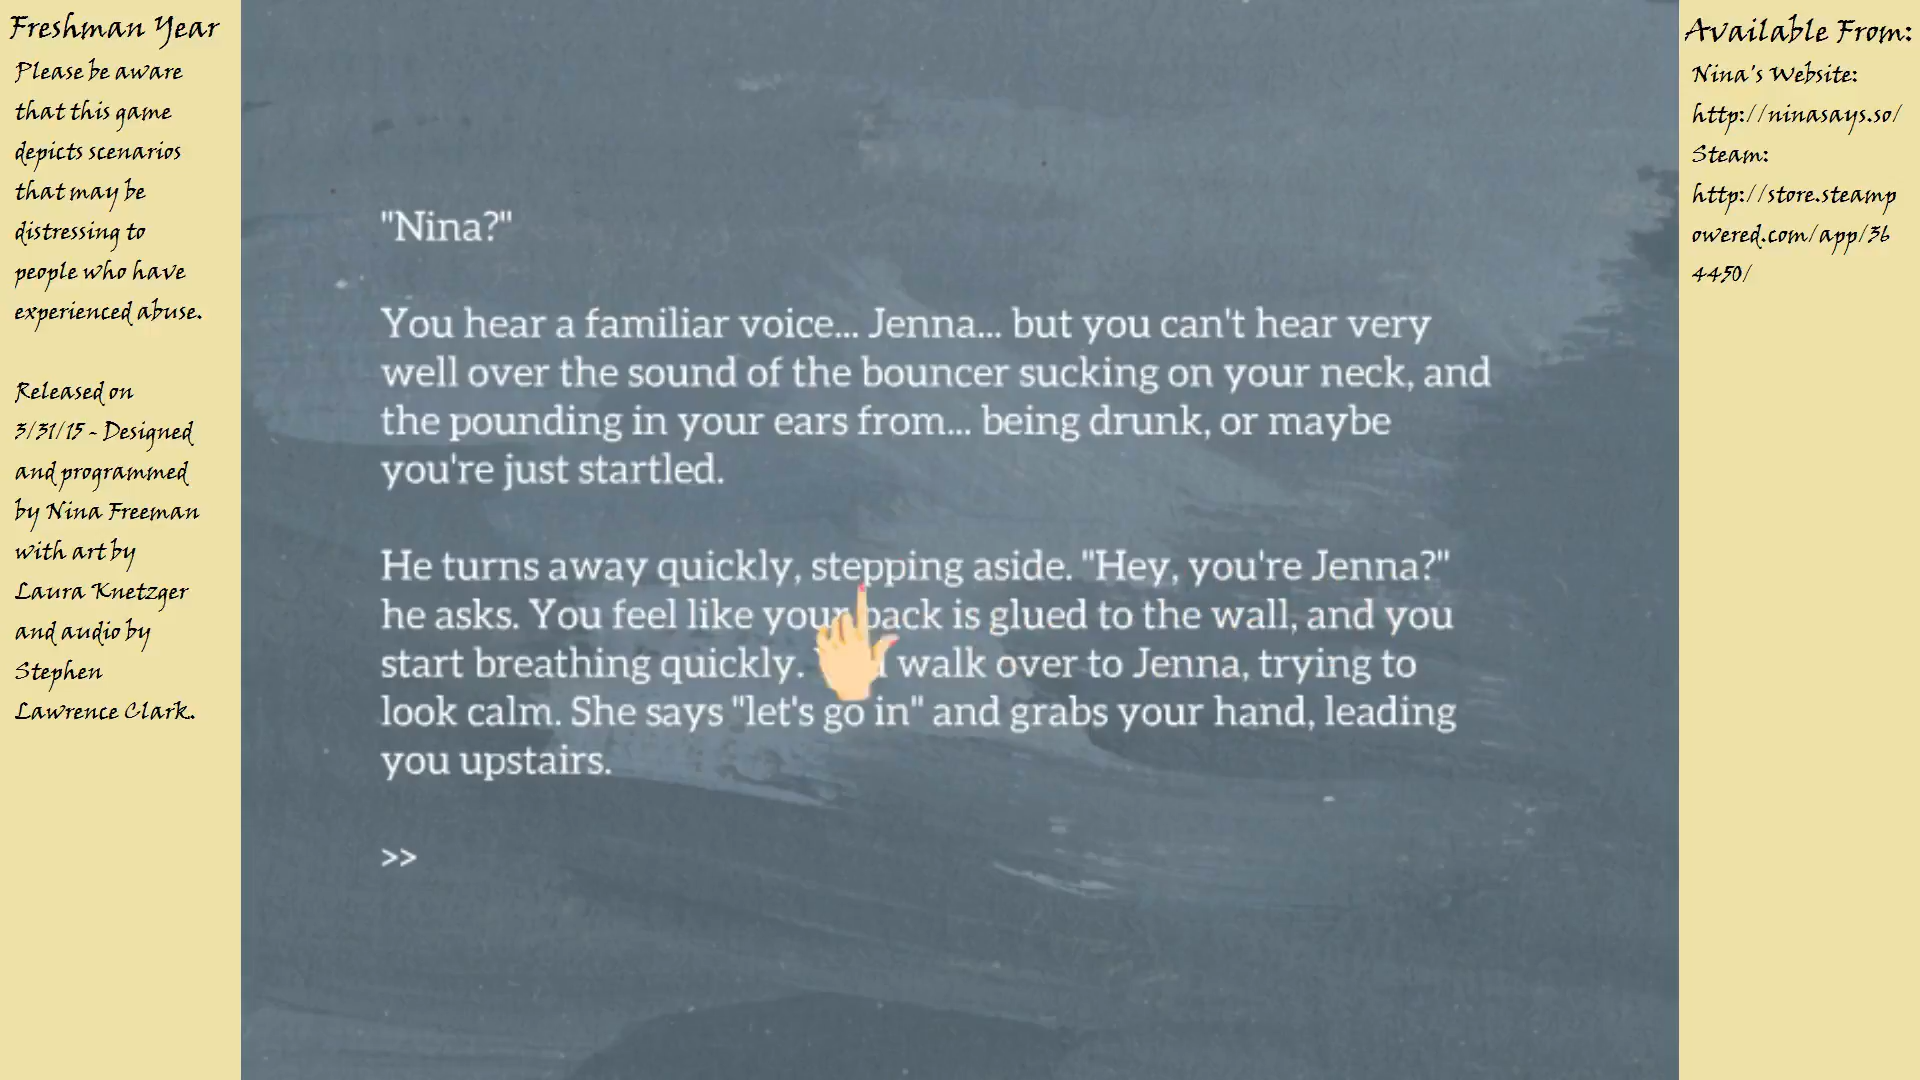 Freshman Year
Please be aware
that this game
depicts scenarios
that may be
distressing to
people who have
experienced abuse.
Released on
3/31/15 - Designed
and programmed
by Nina Freeman
with art by
Laura Knetzger
and audio by
Stephen
Lawrence Clark.
"Nina?"
You hear a familiar voice... Jenna... but you can't hear very
well over the sound of the bouncer sucking on your neck, and
the pounding in your ears from... being drunk, or maybe
you're just startled.
He turns away quickly, stepping aside. "Hey, you're Jenna?"
he asks. You feel like your back is glued to the wall, and you
start breathing quickly. walk over to Jenna, trying to
look calm. She says "let's go in" and grabs your hand, leading
you upstairs.
>>
Available From:
Nina's Website:
http://ninasays.so/
Steam:
http://store.steamp
owered.com/app/36
4450/